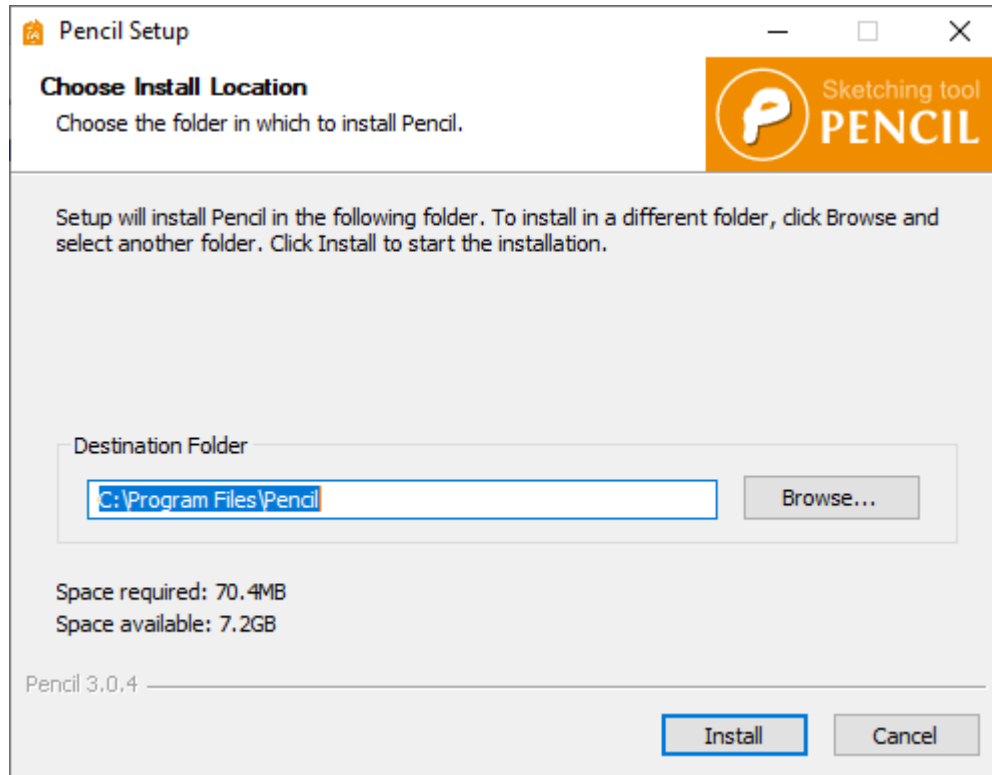 Pencil Setup
Choose Install Location
Choose the folder in which to install Pencil.
Sketching tool
PENCIL
Setup will install Pencil in the following folder. To install in a different folder, click Browse and
select another folder. Click Install to start the installation.
Destination Folder
C:\Program Files\Pencil
Browse...
Space required: 70.4MB
Space available: 7.2GB
Pencil 3.0.4
Install
Cancel